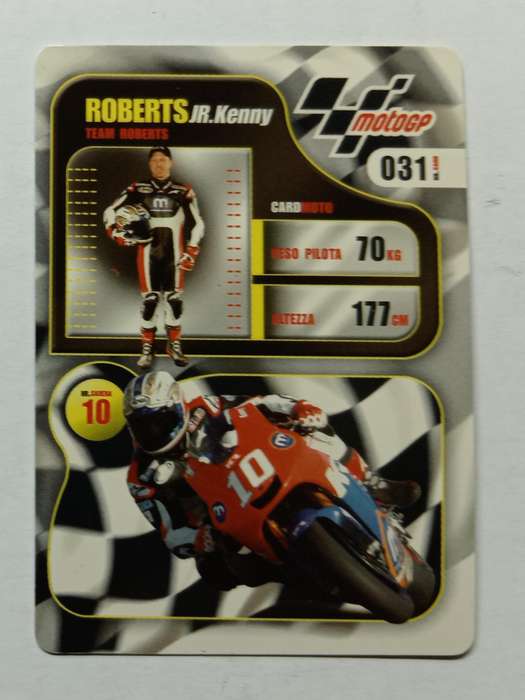 ROBERTS JR. Kenny
TEAM ROBERTS
motoGP
031
CARDMOTO
PESO PILOTA 70 KG
ALTEZZA 177 CM
10
10